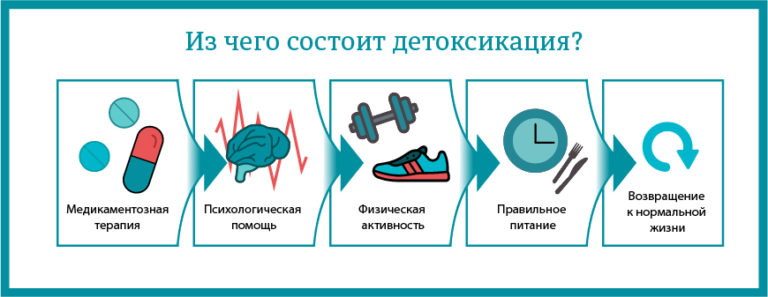 Из чего состоит детоксикация?
Медикаментозная
терапия
Психологическая
помощь
Физическая
активность
Правильное
питание
Возвращение
к нормальной
жизни